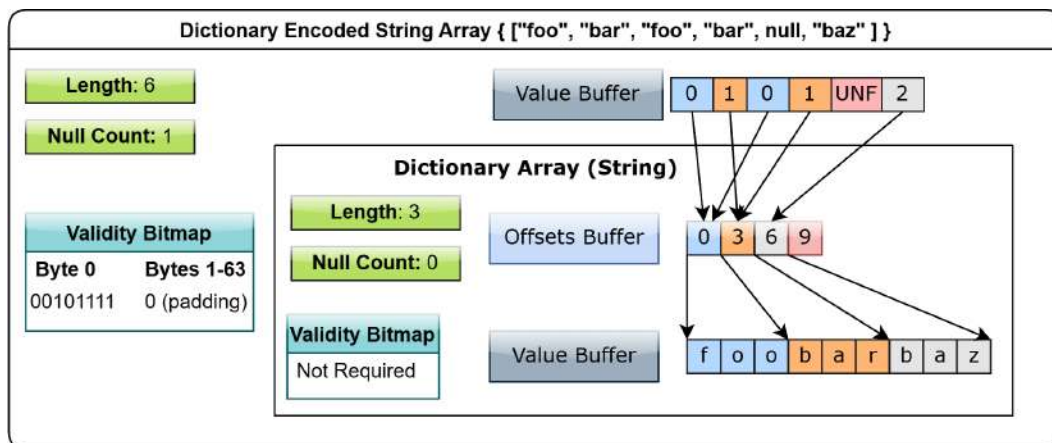 Dictionary Encoded String Array { ["foo", "bar", "foo", "bar", null, "baz" ] }
Length: 6
Value Buffer
0 1 0 1 UNF 2
Null Count: 1
Dictionary Array (String)
Length: 3
Offsets Buffer
0 3 6 9
Null Count: 0
Validity Bitmap
Byte 0 Bytes 1-63
00101111 0 (padding)
Validity Bitmap
Not Required
Value Buffer
f o o b a r b a z